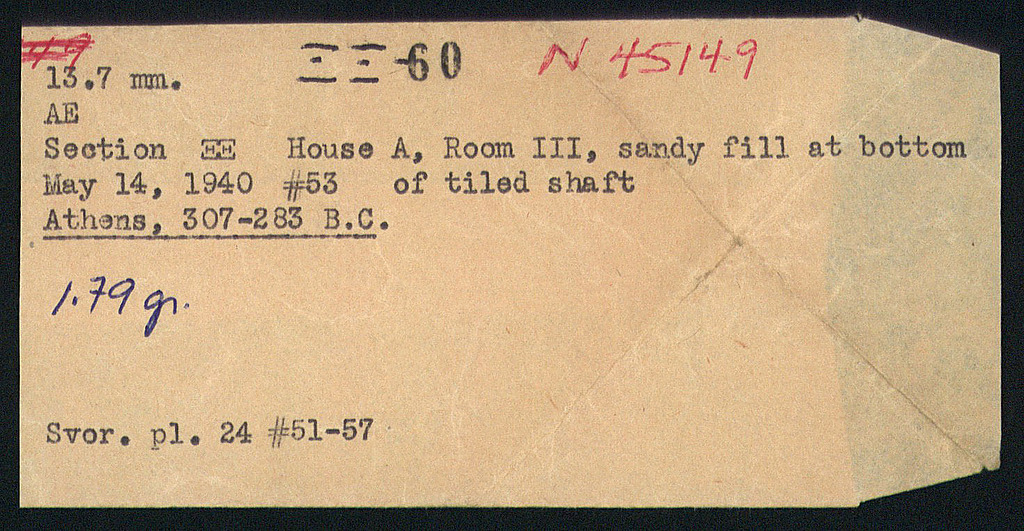 #9
ΞΞ-60 N 45149
13.7 mm.
AE
Section ΞΞ House A, Room III, sandy fill at bottom
May 14, 1940 #53 of tiled shaft
Athens, 307-283 B.C.
1.79 gr.
Svor. pl. 24 #51-57